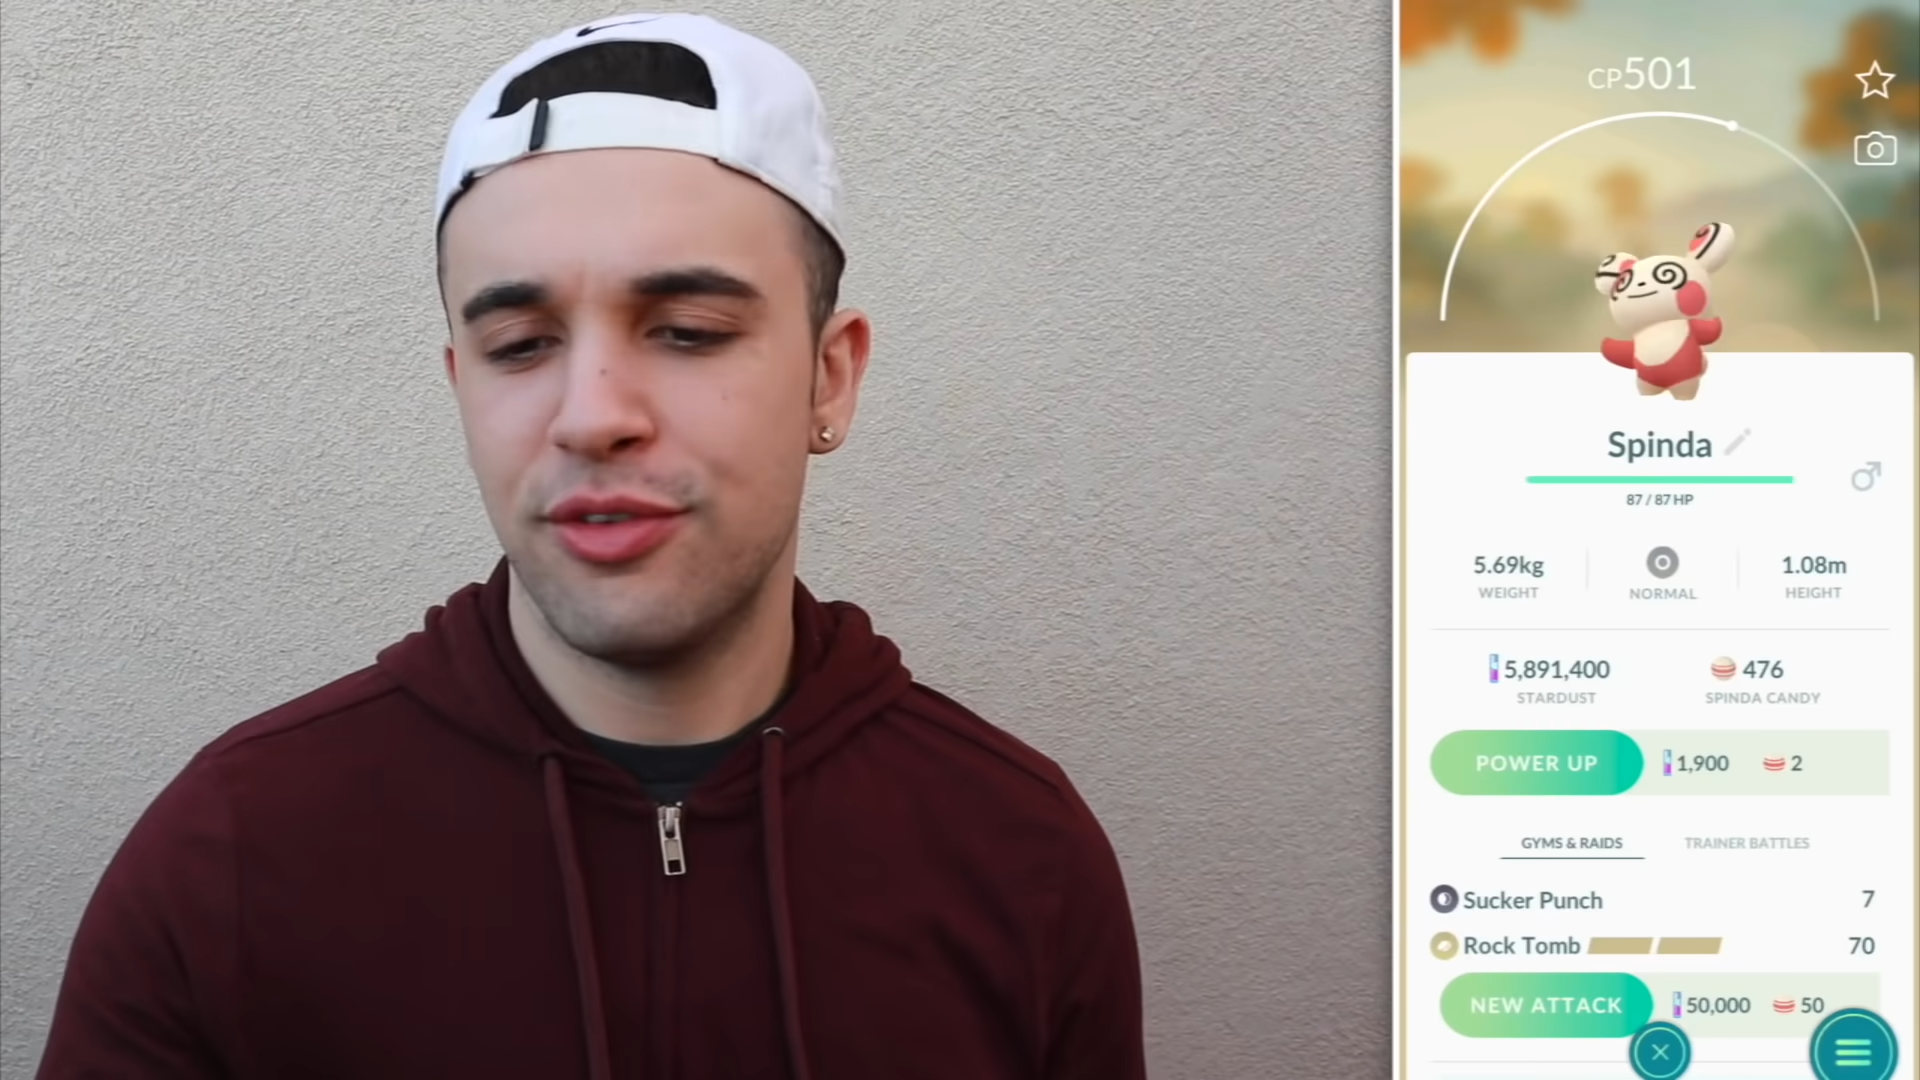 CP501
Spinda
87 / 87 HP
5.69kg
WEIGHT
NORMAL
1.08m
HEIGHT
5,891,400
STARDUST
476
SPINDA CANDY
POWER UP 1,900 2
GYMS & RAIDS TRAINER BATTLES
Sucker Punch 7
Rock Tomb 70
NEW ATTACK 50,000 50